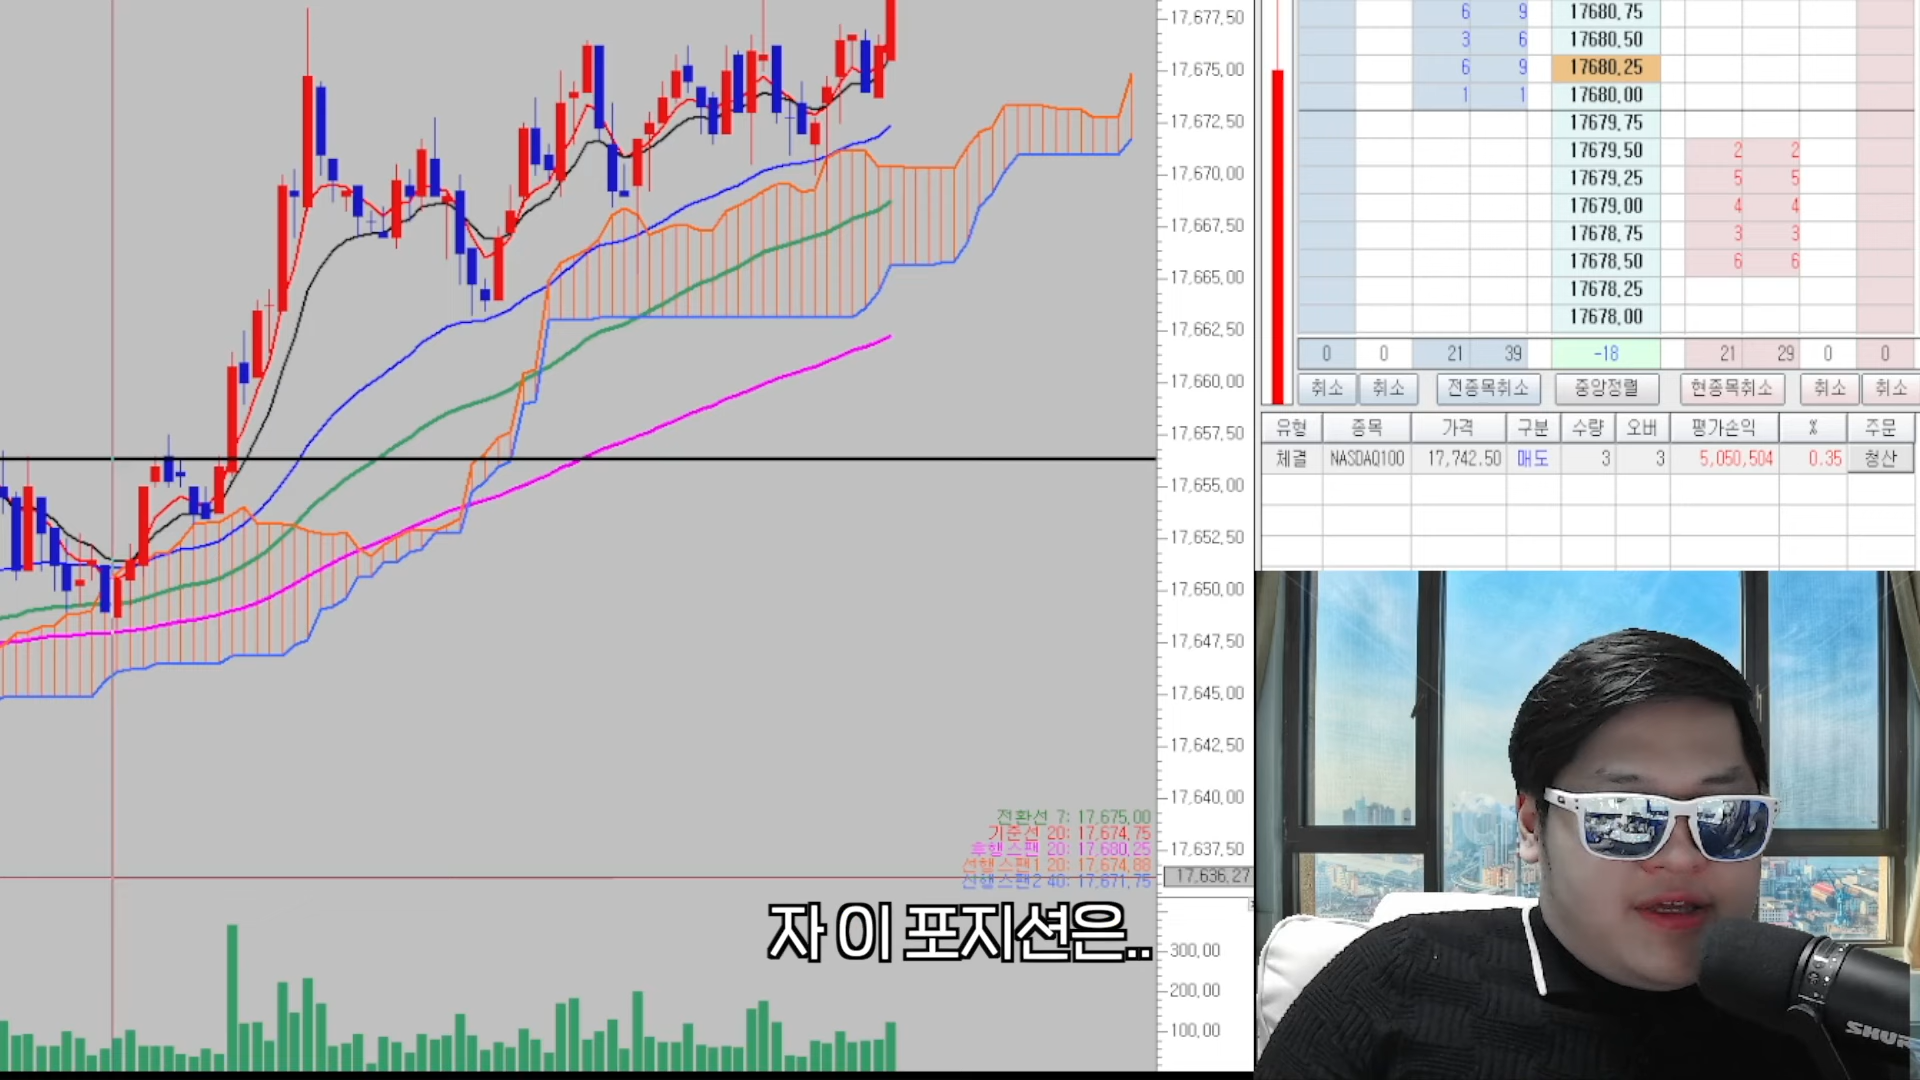 17,677.50
17,675.00
17,672.50
17,670.00
17,667.50
17,665.00
17,662.50
17,660.00
17,657.50
17,655.00
17,652.50
17,650.00
17,647.50
17,645.00
17,642.50
17,640.00
17,637.50
17,636.27
전환선 7: 17,675.00
기준선 20: 17,674.75
후행스팬 20: 17,680.25
선행스팬1 20: 17,674.88
선행스팬2 40: 17,671.75
자 이 포지션은..
300.00
200.00
100.00
6 9 17680.75
3 6 17680.50
6 9 17680.25
1 1 17680.00
17679.75
17679.50 2 2
17679.25 5 5
17679.00 4 4
17678.75 3 3
17678.50 6 6
17678.25
17678.00
0 0 21 39 -18 21 29 0 0
취소 취소 전종목취소 중앙정렬 현종목취소 취소 취소
유형 종목 가격 구분 수량 오버 평가손익 % 주문
체결 NASDAQ100 17,742.50 매도 3 3 5,050,504 0.35 청산
SHUR